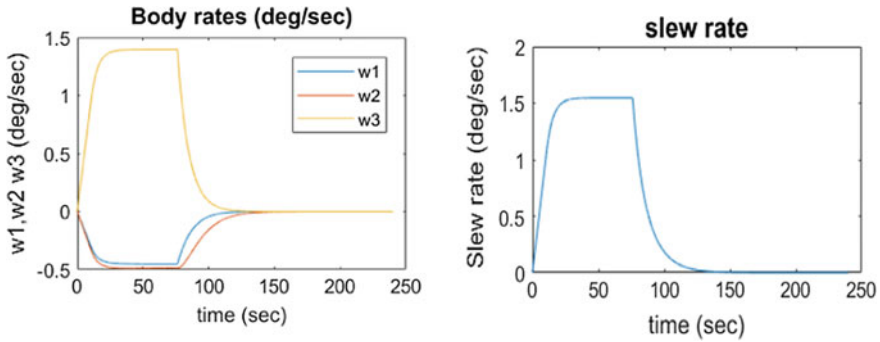 Body rates (deg/sec)
w1,w2 w3 (deg/sec)
1.5
1
0.5
0
-0.5
w1
w2
w3
0 50 100 150 200 250
time (sec)
slew rate
Slew rate (deg/sec)
2
1.5
1
0.5
0
0 50 100 150 200 250
time (sec)